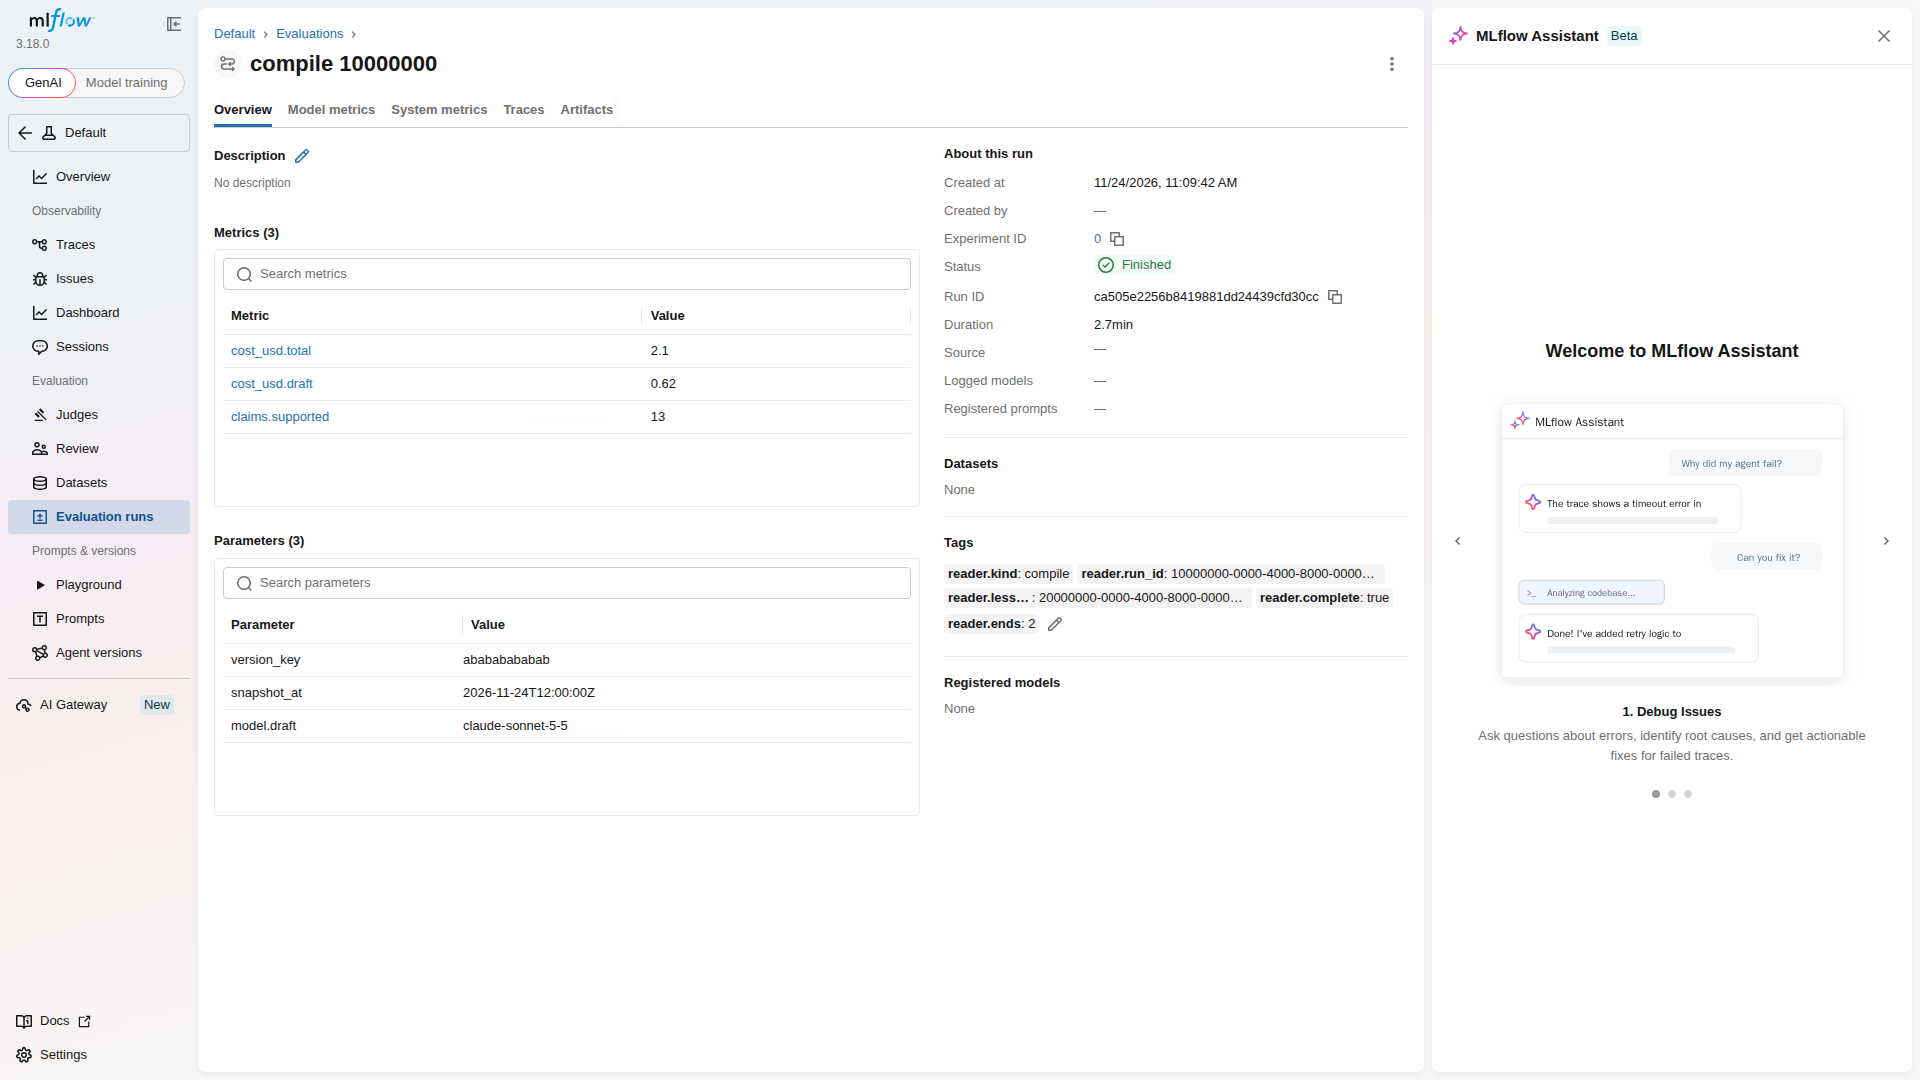 mlflow
3.18.0
GenAI
Model training
Default
Overview
Observability
Traces
Issues
Dashboard
Sessions
Evaluation
Judges
Review
Datasets
Evaluation runs
Prompts & versions
Playground
Prompts
Agent versions
AI Gateway New
Docs
Settings
Default › Evaluations ›
compile 10000000
Overview Model metrics System metrics Traces Artifacts
Description
No description
Metrics (3)
Search metrics
Metric Value
cost_usd.total 2.1
cost_usd.draft 0.62
claims.supported 13
Parameters (3)
Search parameters
Parameter Value
version_key abababababab
snapshot_at 2026-11-24T12:00:00Z
model.draft claude-sonnet-5-5
About this run
Created at 11/24/2026, 11:09:42 AM
Created by —
Experiment ID 0
Status Finished
Run ID ca505e2256b8419881dd24439cfd30cc
Duration 2.7min
Source —
Logged models —
Registered prompts —
Datasets
None
Tags
reader.kind: compile reader.run_id: 10000000-0000-4000-8000-0000...
reader.less... : 20000000-0000-4000-8000-0000... reader.complete: true
reader.ends: 2
Registered models
None
MLflow Assistant Beta
Welcome to MLflow Assistant
MLflow Assistant
Why did my agent fail?
The trace shows a timeout error in
Can you fix it?
>_ Analyzing codebase...
Done! I've added retry logic to
1. Debug Issues
Ask questions about errors, identify root causes, and get actionable
fixes for failed traces.